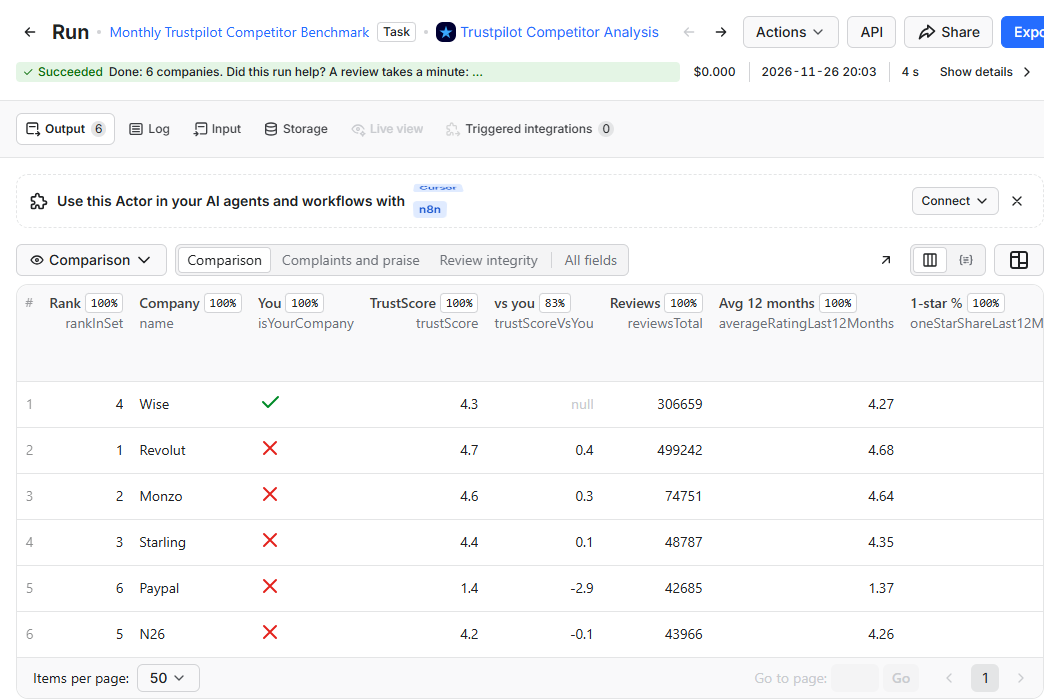 Run • Monthly Trustpilot Competitor Benchmark Task • Trustpilot Competitor Analysis Actions API Share Expo
Succeeded Done: 6 companies. Did this run help? A review takes a minute: ... $0.000 2026-11-26 20:03 4 s Show details
Output 6 Log Input Storage Live view Triggered integrations 0
Use this Actor in your AI agents and workflows with Cursor n8n Connect
Comparison Comparison Complaints and praise Review integrity All fields
# Rank 100% Company 100% You 100% TrustScore 100% vs you 83% Reviews 100% Avg 12 months 100% 1-star % 100%
rankInSet name isYourCompany trustScore trustScoreVsYou reviewsTotal averageRatingLast12Months oneStarShareLast12M
1 4 Wise 4.3 null 306659 4.27
2 1 Revolut 4.7 0.4 499242 4.68
3 2 Monzo 4.6 0.3 74751 4.64
4 3 Starling 4.4 0.1 48787 4.35
5 6 Paypal 1.4 -2.9 42685 1.37
6 5 N26 4.2 -0.1 43966 4.26
Items per page: 50 Go to page: Go 1